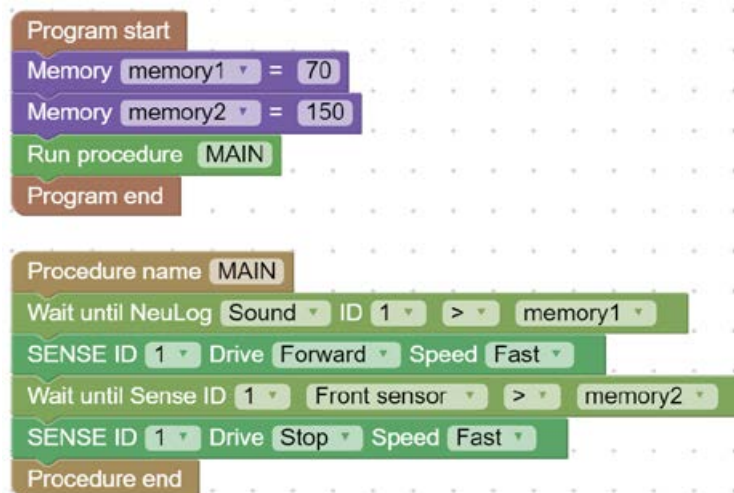 Program start
Memory memory1 = 70
Memory memory2 = 150
Run procedure MAIN
Program end
Procedure name MAIN
Wait until NeuLog Sound ID 1 > memory1
SENSE ID 1 Drive Forward Speed Fast
Wait until Sense ID 1 Front sensor > memory2
SENSE ID 1 Drive Stop Speed Fast
Procedure end